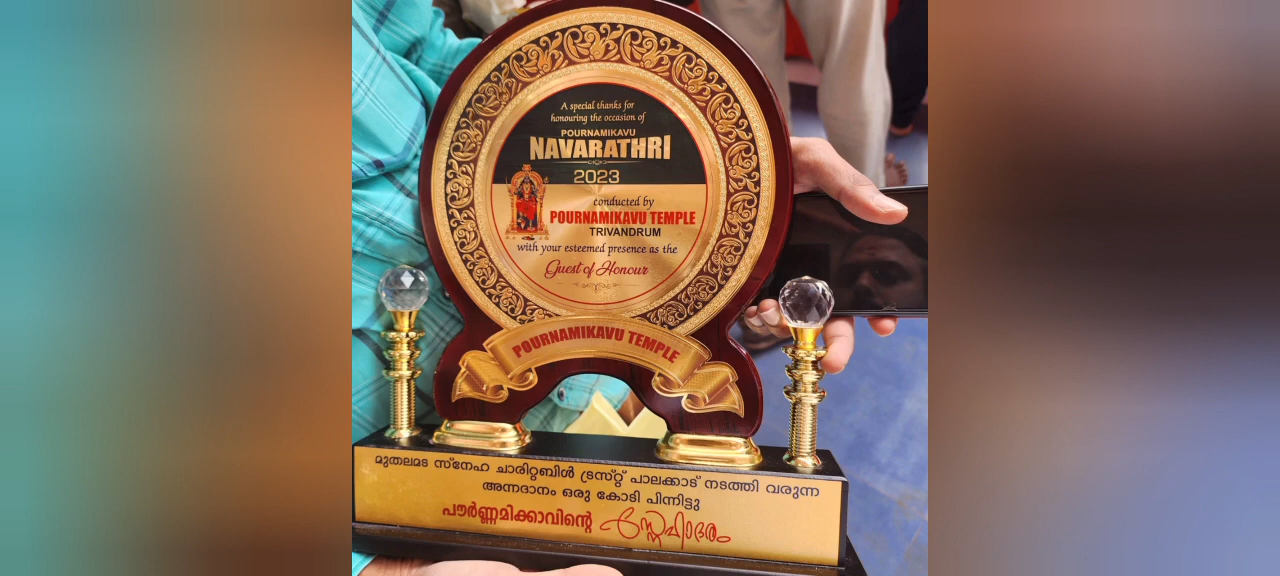 A special thanks for
honouring the occasion of
POURNAMIKAVU
NAVARATHRI
2023
conducted by
POURNAMIKAVU TEMPLE
TRIVANDRUM
with your esteemed presence as the
Guest of Honour
POURNAMIKAVU TEMPLE
മുതലമട സ്നേഹ ചാരിറ്റബിൾ ട്രസ്റ്റ് പാലക്കാട് നടത്തി വരുന്ന
അന്നദാനം ഒരു കോടി പിന്നിട്ടു
പൗർണ്ണമിക്കാവിന്റെ സ്നേഹാദരം